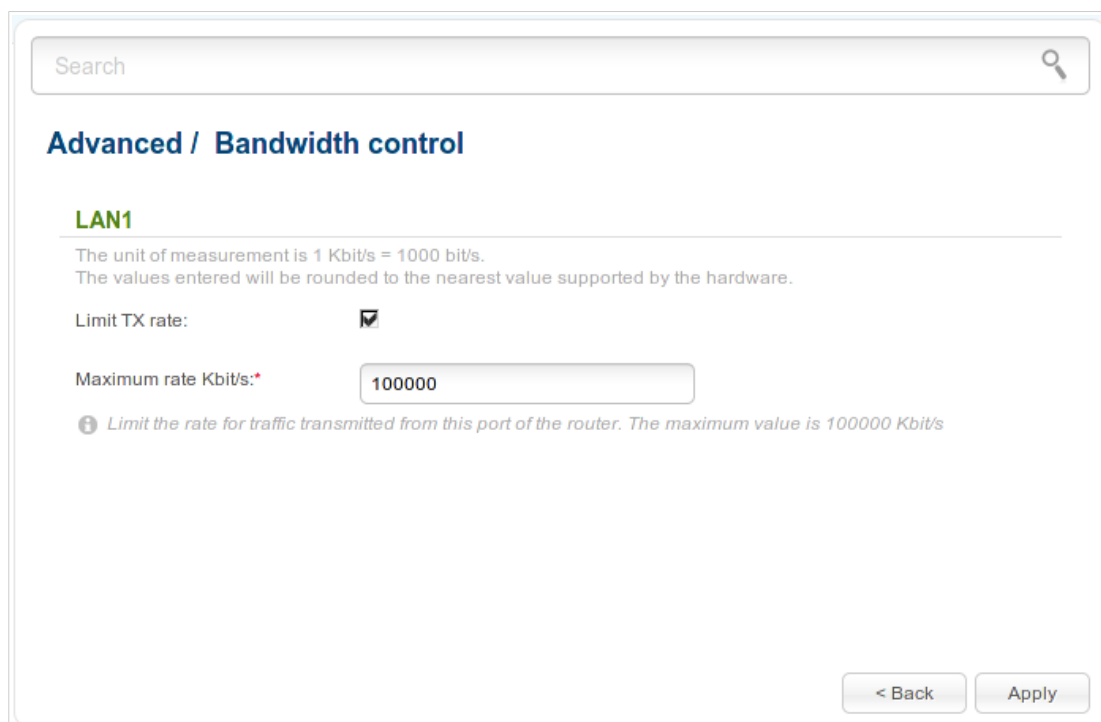 Search
Advanced / Bandwidth control
LAN1
The unit of measurement is 1 Kbit/s = 1000 bit/s.
The values entered will be rounded to the nearest value supported by the hardware.
Limit TX rate:
Maximum rate Kbit/s:* 100000
Limit the rate for traffic transmitted from this port of the router. The maximum value is 100000 Kbit/s
< Back Apply